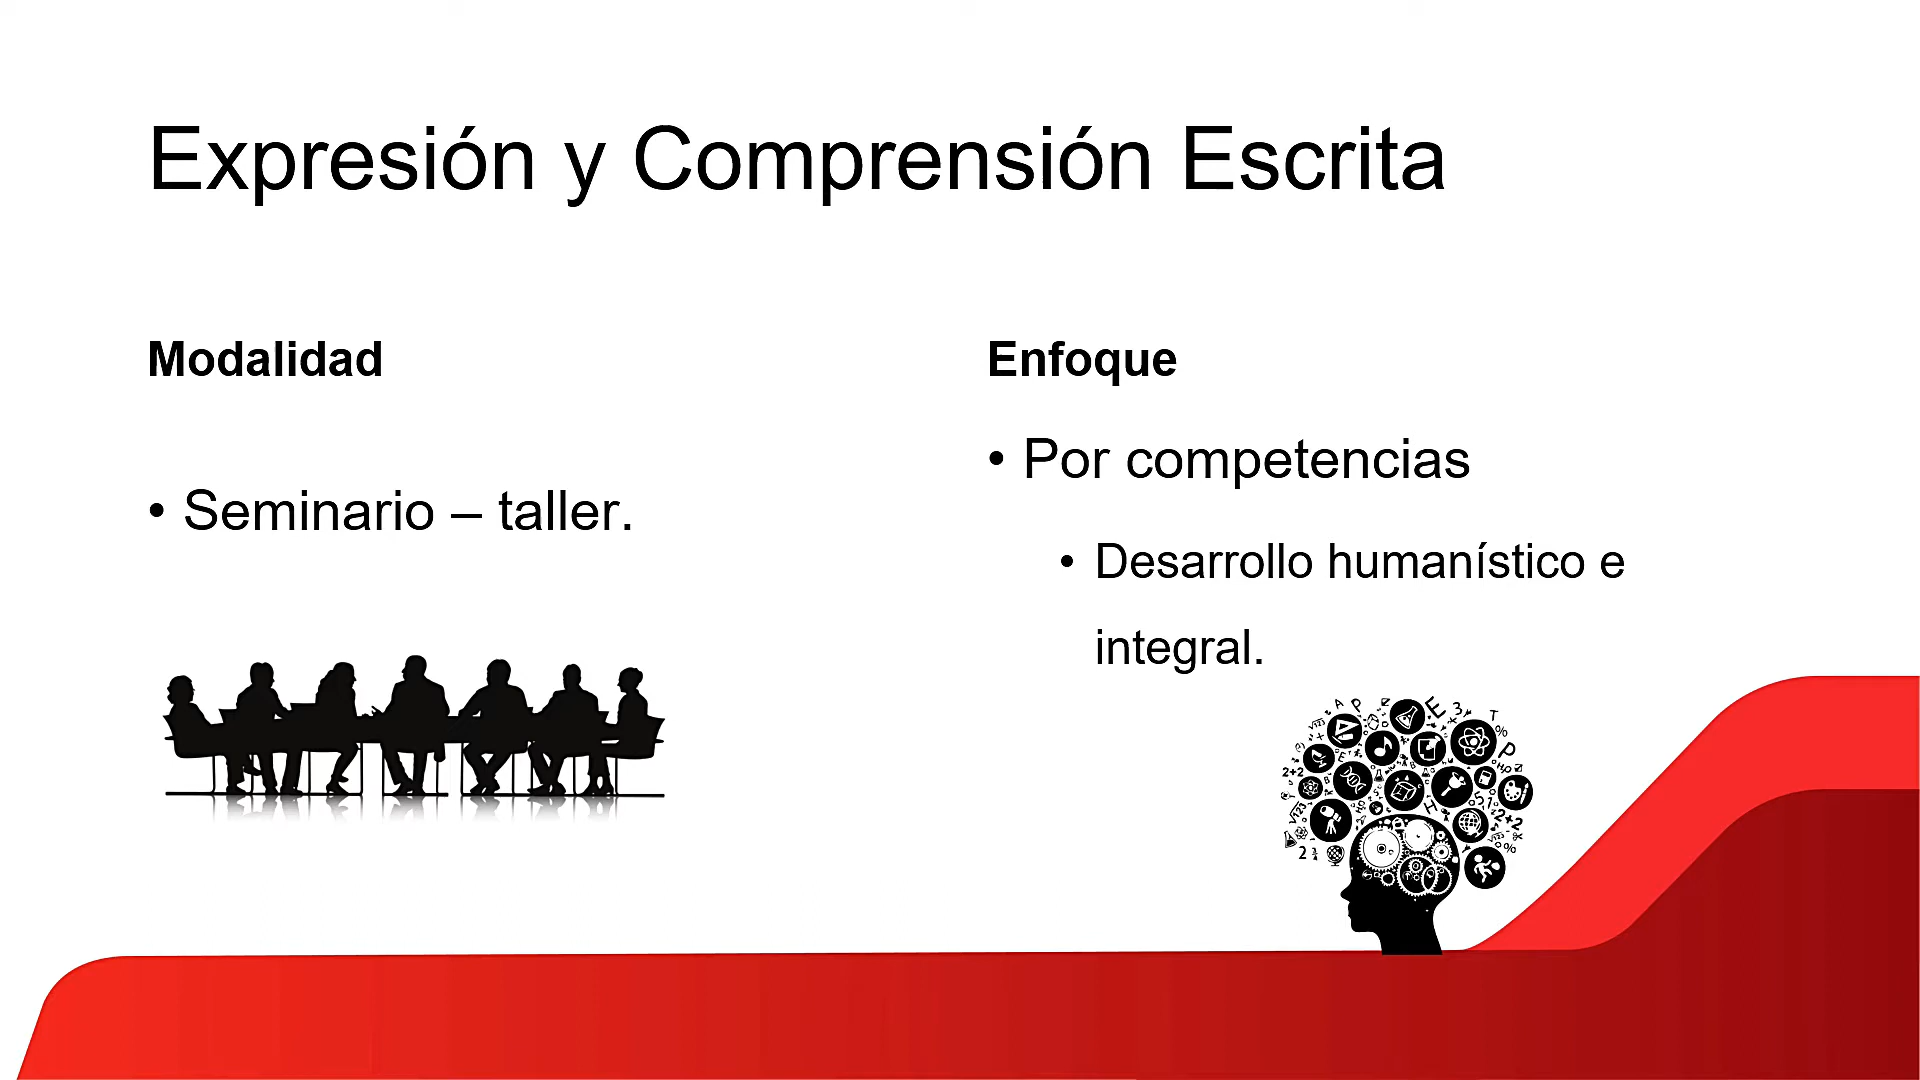 Expresión y Comprensión Escrita
Modalidad
• Seminario – taller.
Enfoque
• Por competencias
• Desarrollo humanístico e
integral.